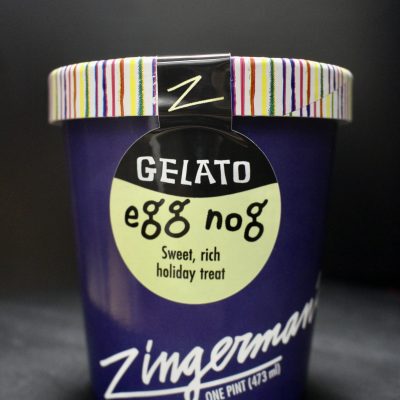 Z
GELATO
egg nog
Sweet, rich
holiday treat
Zingerman's
ONE PINT (473 ml)